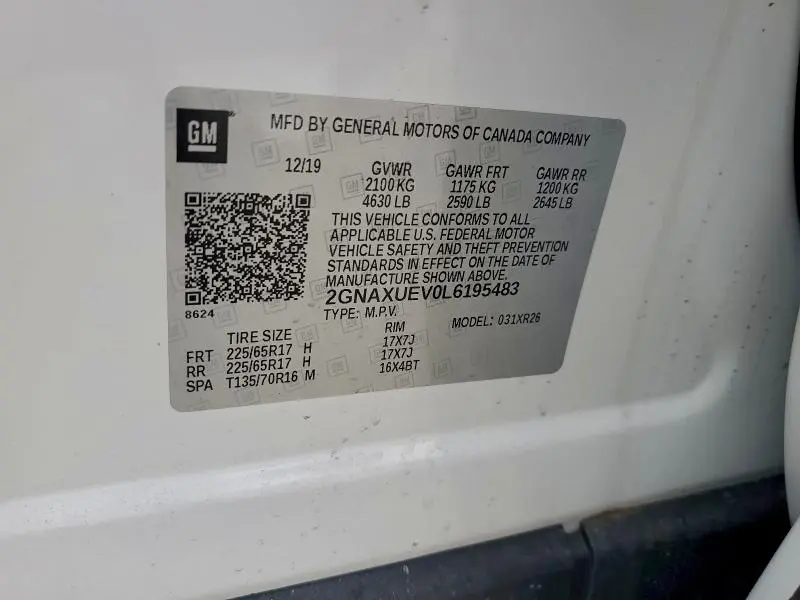 GM
MFD BY GENERAL MOTORS OF CANADA COMPANY
12/19 GVWR GAWR FRT GAWR RR
2100 KG 1175 KG 1200 KG
4630 LB 2590 LB 2645 LB
THIS VEHICLE CONFORMS TO ALL
APPLICABLE U.S. FEDERAL MOTOR
VEHICLE SAFETY AND THEFT PREVENTION
STANDARDS IN EFFECT ON THE DATE OF
MANUFACTURE SHOWN ABOVE.
2GNAXUEV0L6195483
8624
TYPE: M.P.V. MODEL: 031XR26
TIRE SIZE RIM
FRT 225/65R17 H 17X7J
RR 225/65R17 H 17X7J
SPA T135/70R16 M 16X4BT